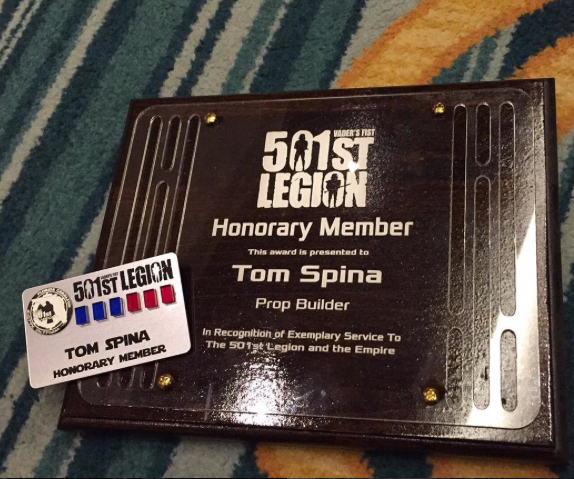 VADER'S FIST
501ST
LEGION
Honorary Member
This award is presented to
Tom Spina
Prop Builder
In Recognition of Exemplary Service To
The 501st Legion and the Empire
501ST LEGION
TOM SPINA
HONORARY MEMBER